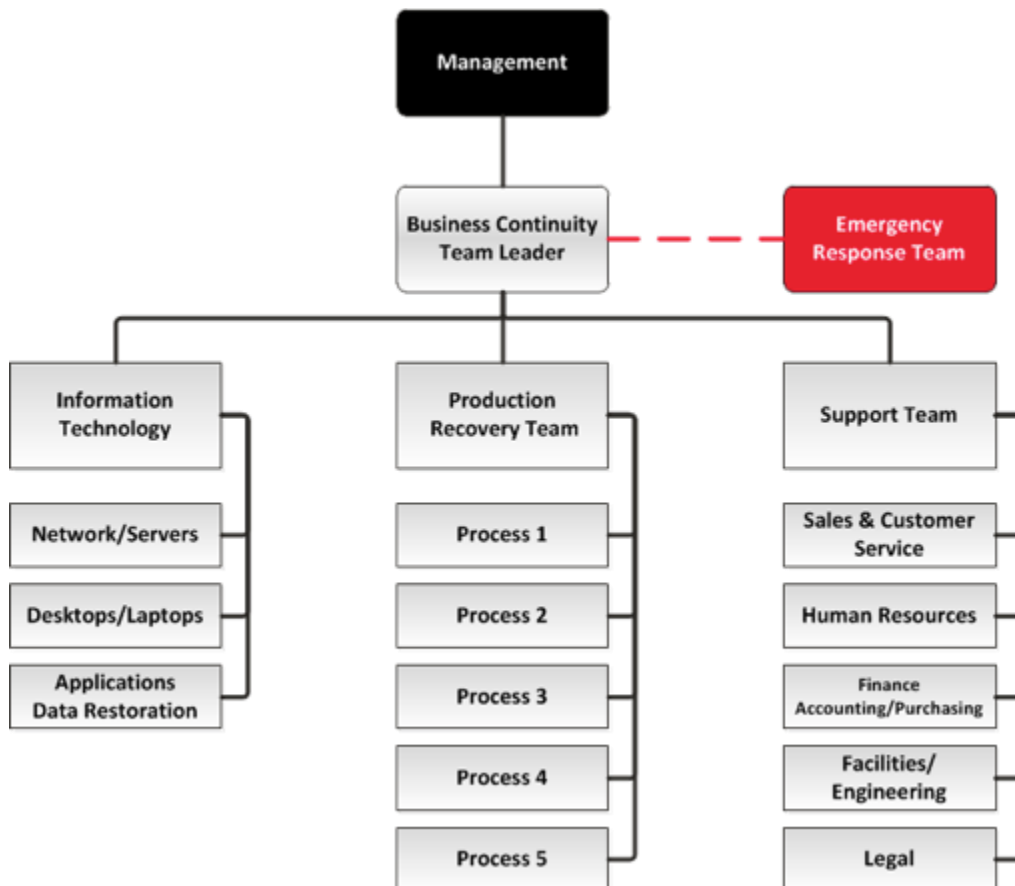 Management
Business Continuity
Team Leader
Emergency
Response Team
Information
Technology
Production
Recovery Team
Support Team
Network/Servers
Process 1
Sales & Customer
Service
Desktops/Laptops
Process 2
Human Resources
Applications
Data Restoration
Process 3
Finance
Accounting/Purchasing
Process 4
Facilities/
Engineering
Process 5
Legal